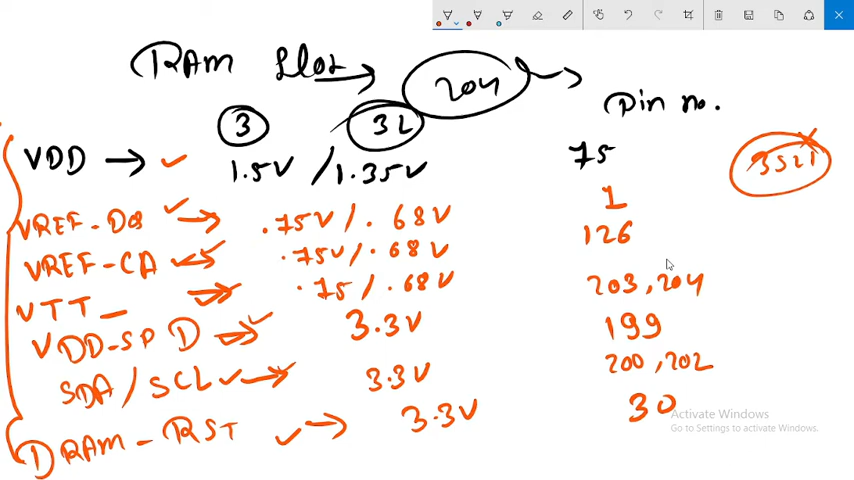 RAM Slot → 204 →
Pin no.
3 3L
VDD → ✓ 1.5V / 1.35V 75
3521
VREF-DQ ✓ → .75V/.68V 1
VREF-CA ✓ → .75V/.68V 126
VTT_ → .75/.68V 203,204
VDD-SPD ✓ → 3.3V 199
SDA/SCL ✓ → 3.3V 200,202
DRAM-RST ✓ → 3.3V 30
Activate Windows
Go to Settings to activate Windows.